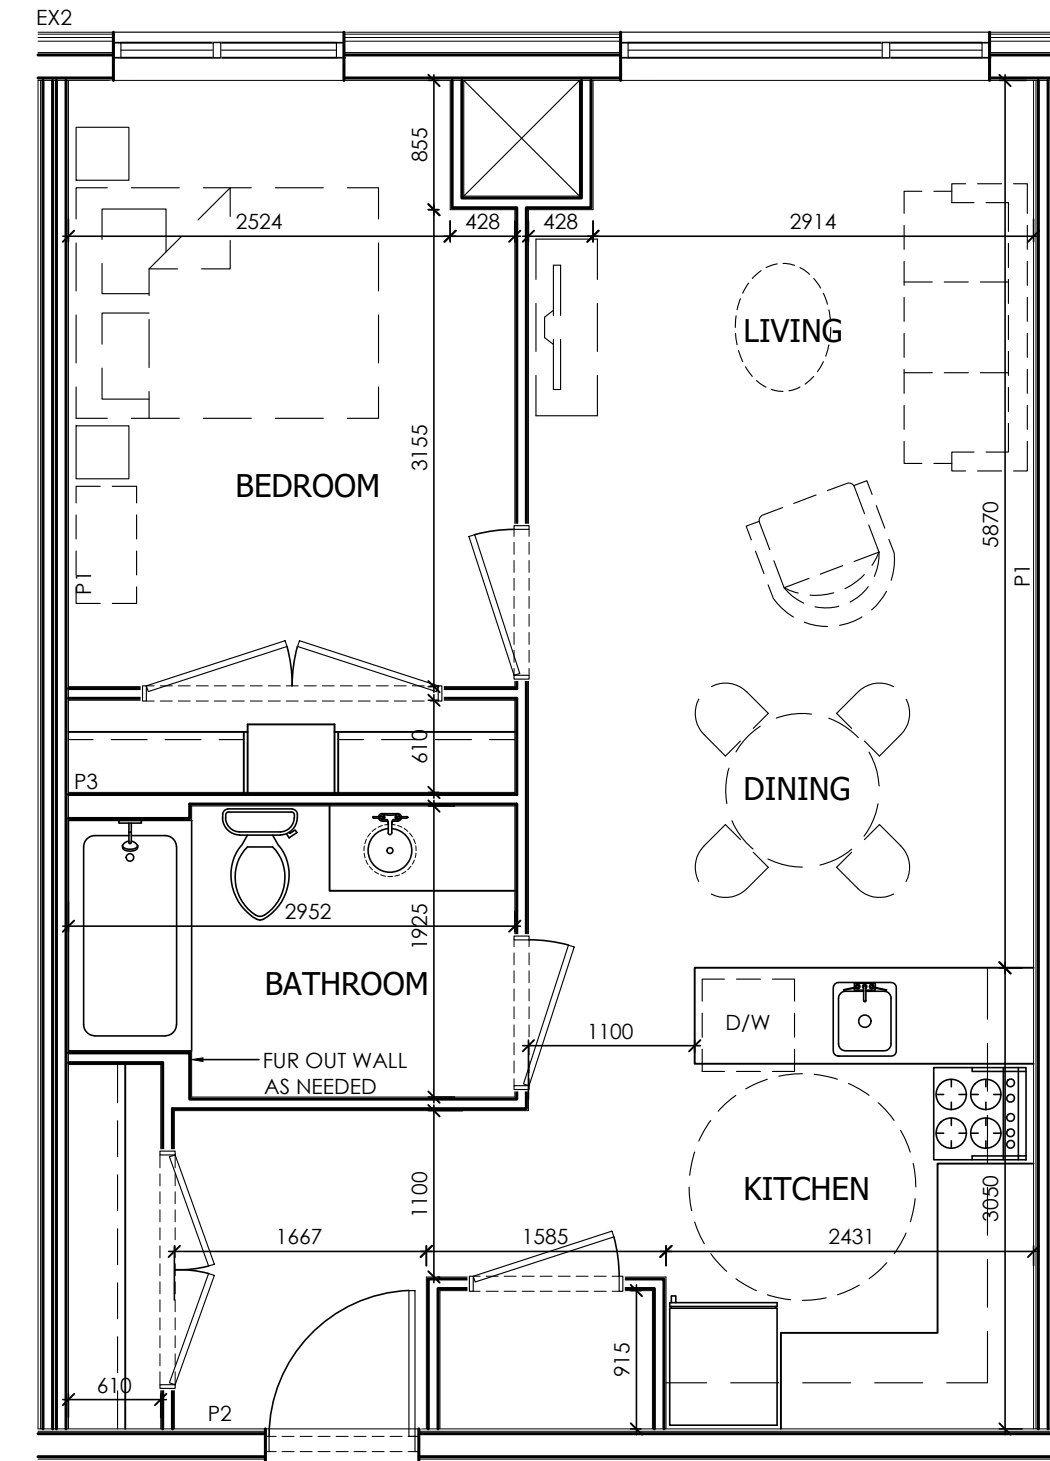 EX2
855
2524
428
428
2914
LIVING
3155
BEDROOM
5870
P1
P1
610
P3
DINING
2952
1925
BATHROOM
D/W
1100
FUR OUT WALL
AS NEEDED
KITCHEN
1100
3050
1667
1585
2431
915
610
P2